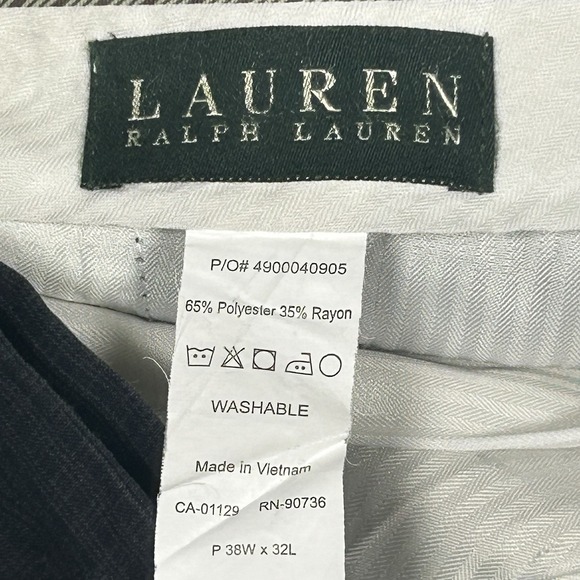 LAUREN
RALPH LAUREN
P/O# 4900040905
65% Polyester 35% Rayon
WASHABLE
Made in Vietnam
CA-01129 RN-90736
P 38W x 32L